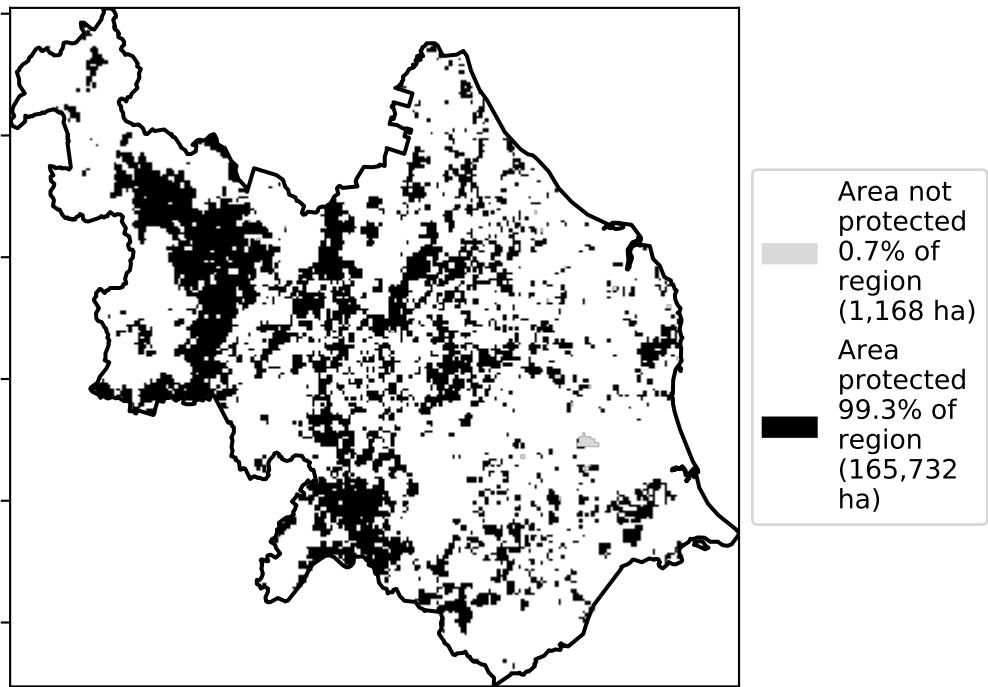 Area not
protected
0.7% of
region
(1,168 ha)
Area
protected
99.3% of
region
(165,732
ha)